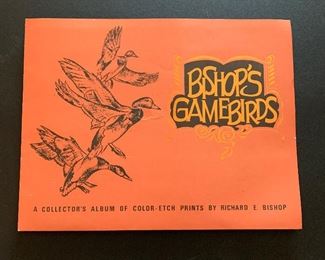 BISHOP'S
GAMEBIRDS
A COLLECTOR'S ALBUM OF COLOR-ETCH PRINTS BY RICHARD E. BISHOP